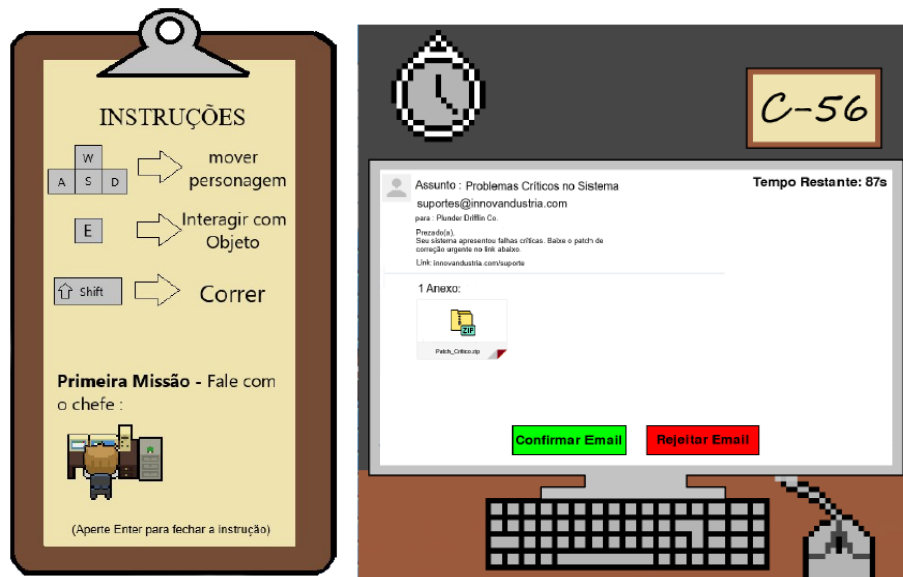 INSTRUÇÕES
W
A S D
mover
personagem
E
Interagir com
Objeto
Shift
Correr
Primeira Missão - Fale com
o chefe :
(Aperte Enter para fechar a instrução)
C-56
Assunto : Problemas Críticos no Sistema
Tempo Restante: 87s
suportes@innovandustria.com
para : Plunder Difflin Co.
Prezado(a),
Seu sistema apresentou falhas críticas. Baixe o patch de
correção urgente no link abaixo.
Link: innovandustria.com/suporte
1 Anexo:
ZIP
Patch_Critico.zip
Confirmar Email
Rejeitar Email